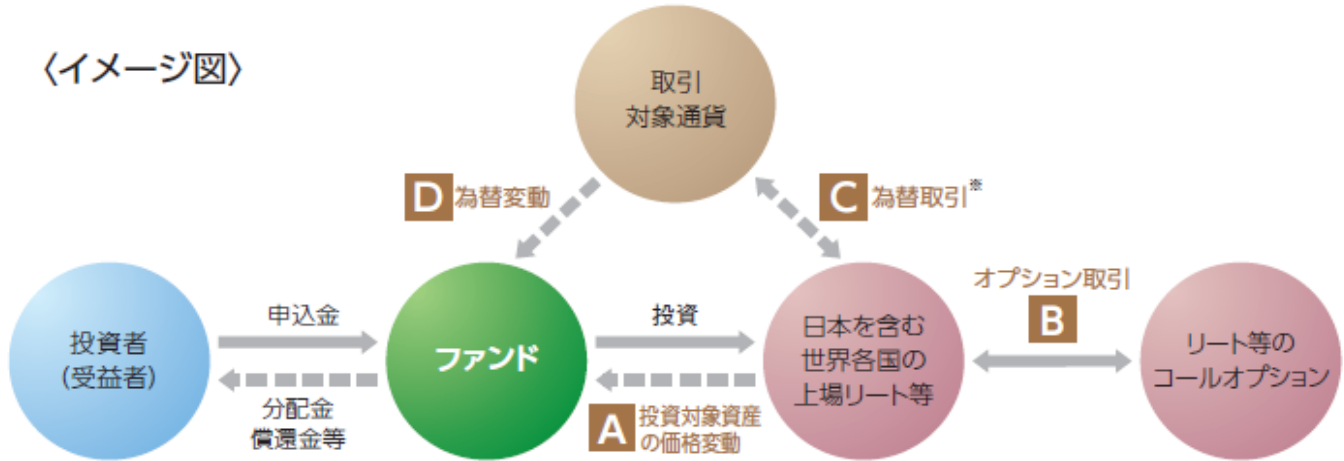 〈イメージ図〉
取引
対象通貨
D 為替変動
C 為替取引※
オプション取引
B
投資者
(受益者)
申込金
分配金
償還金等
ファンド
投資
A 投資対象資産
の価格変動
日本を含む
世界各国の
上場リート等
リート等の
コールオプション